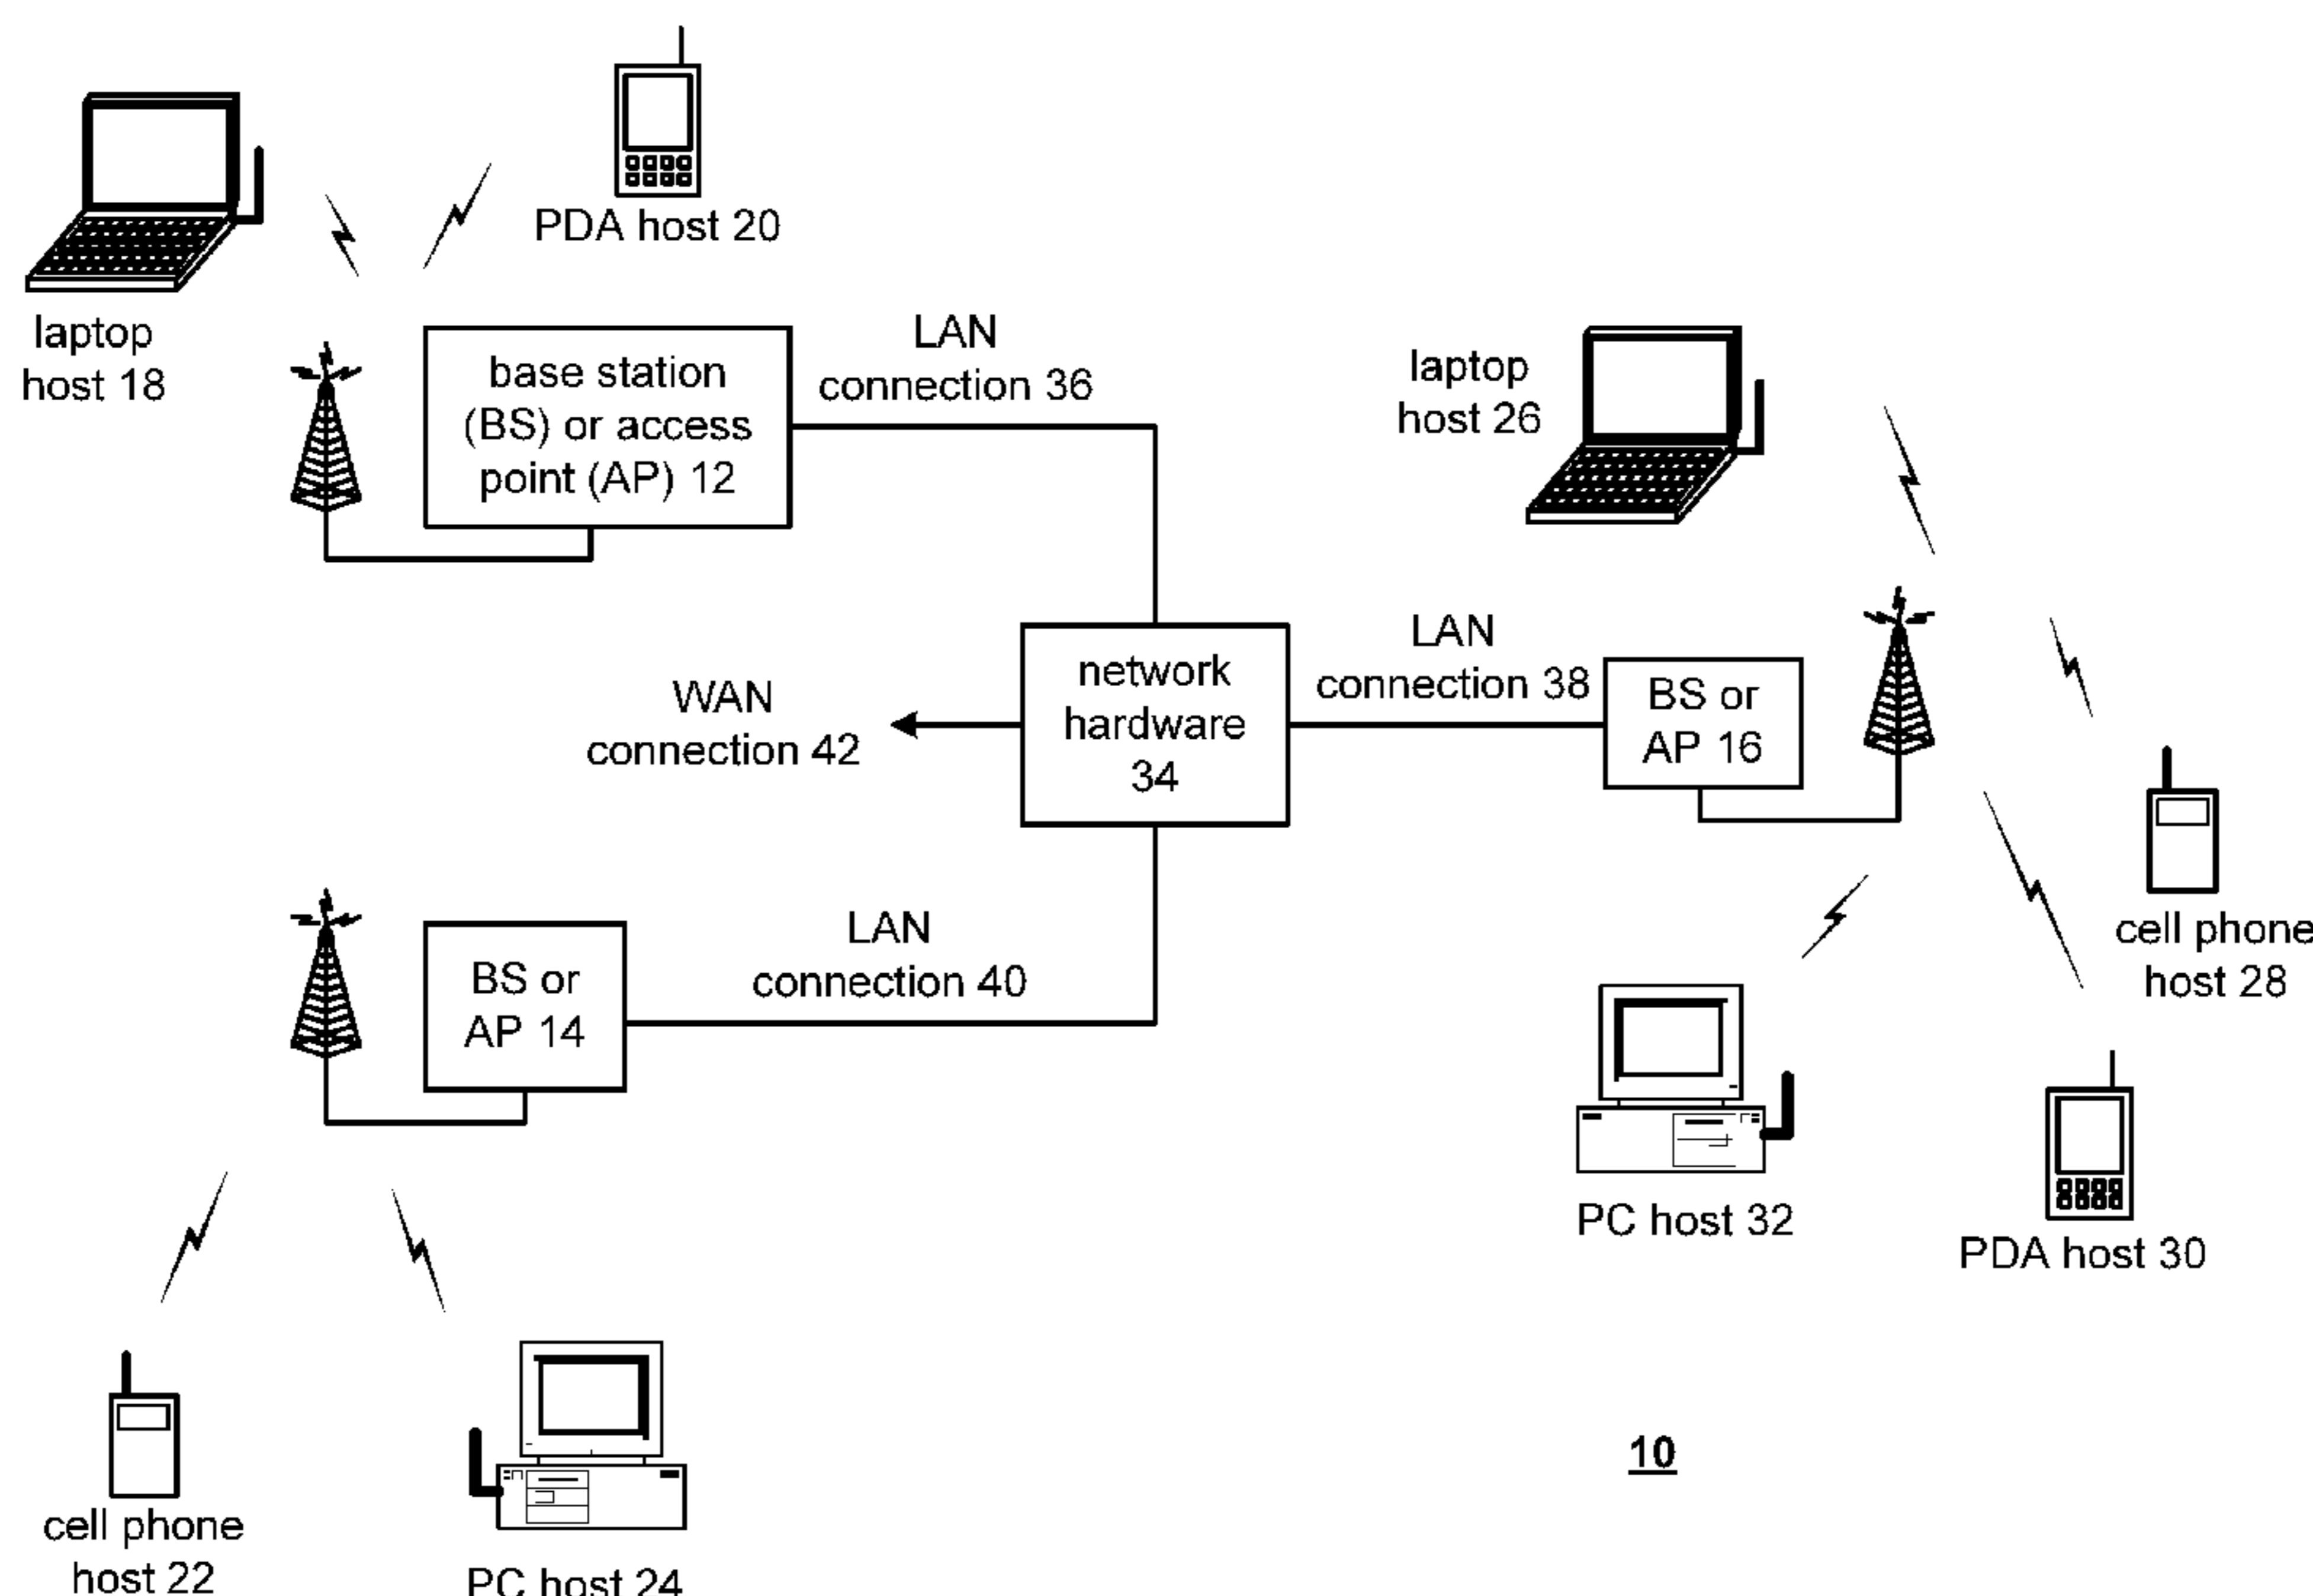 PDA host 20
laptop
host 18
base station
(BS) or access
point (AP) 12
LAN
connection 36
laptop
host 26
network
hardware
34
LAN
connection 38
BS or
AP 16
WAN
connection 42
cell phone
host 28
BS or
AP 14
LAN
connection 40
PC host 32
PDA host 30
10
cell phone
host 22
PC host 24